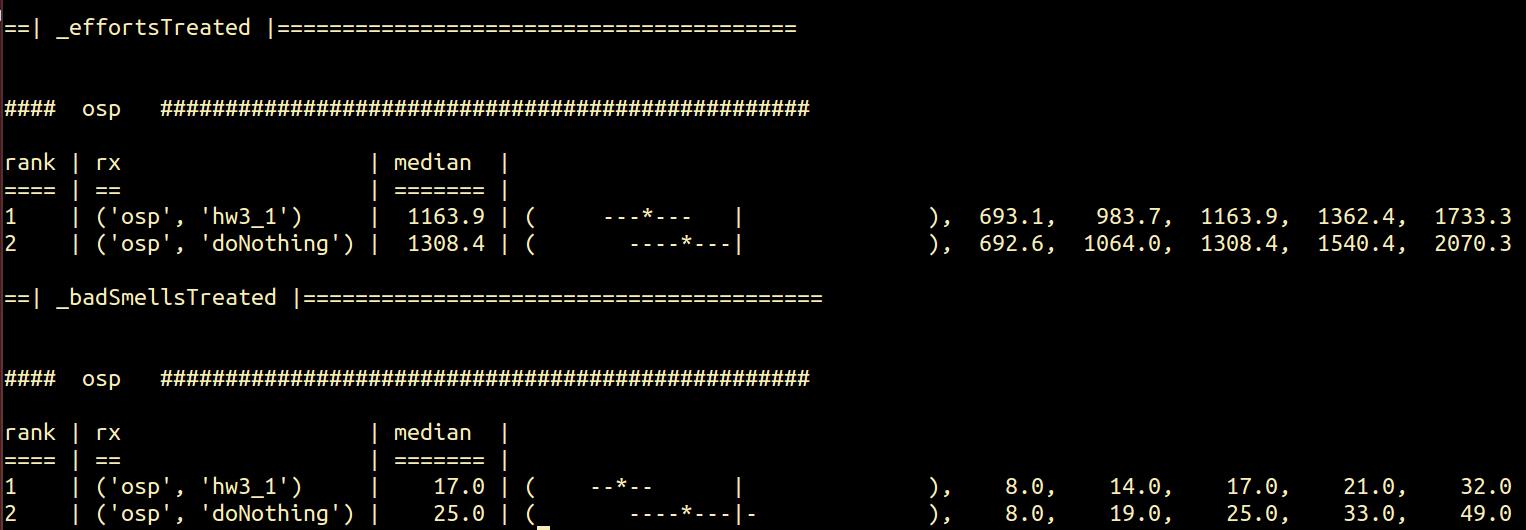 ==| _effortsTreated |========================================
####  osp   ##################################################
rank | rx                   | median  |
==== | ==                   | ======= |
1    | ('osp', 'hw3_1')     |  1163.9 | (     ---*---   |              ),  693.1,   983.7,  1163.9,  1362.4,  1733.3
2    | ('osp', 'doNothing') |  1308.4 | (       ----*---|              ),  692.6,  1064.0,  1308.4,  1540.4,  2070.3
==| _badSmellsTreated |========================================
####  osp   ##################################################
rank | rx                   | median  |
==== | ==                   | ======= |
1    | ('osp', 'hw3_1')     |    17.0 | (    --*--      |              ),    8.0,    14.0,    17.0,    21.0,    32.0
2    | ('osp', 'doNothing') |    25.0 | (       ----*---|-             ),    8.0,    19.0,    25.0,    33.0,    49.0